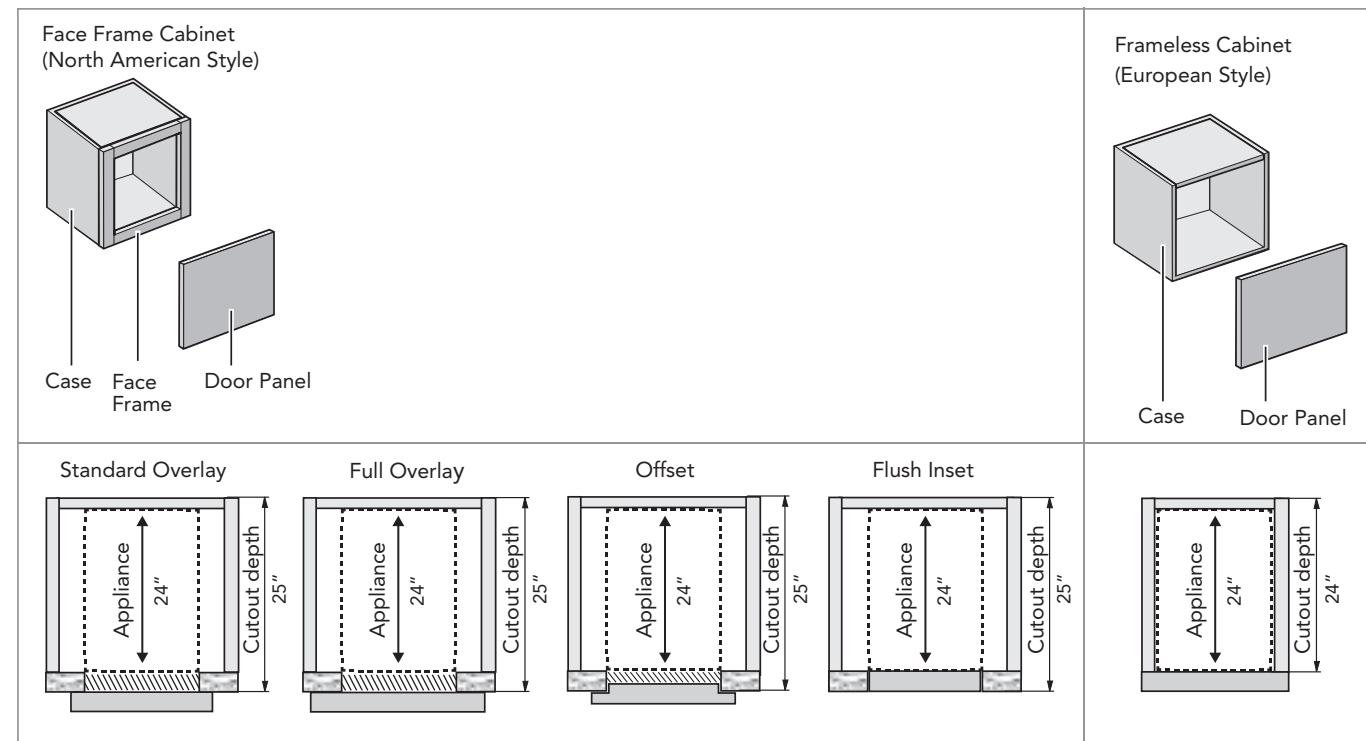 Face Frame Cabinet
(North American Style)
Case
Face
Frame
Door Panel
Frameless Cabinet
(European Style)
Case
Door Panel
Standard Overlay
Appliance
24″
Cutout depth
25″
Full Overlay
Appliance
24″
Cutout depth
25″
Offset
Appliance
24″
Cutout depth
25″
Flush Inset
Appliance
24″
Cutout depth
25″
Appliance
24″
Cutout depth
24″